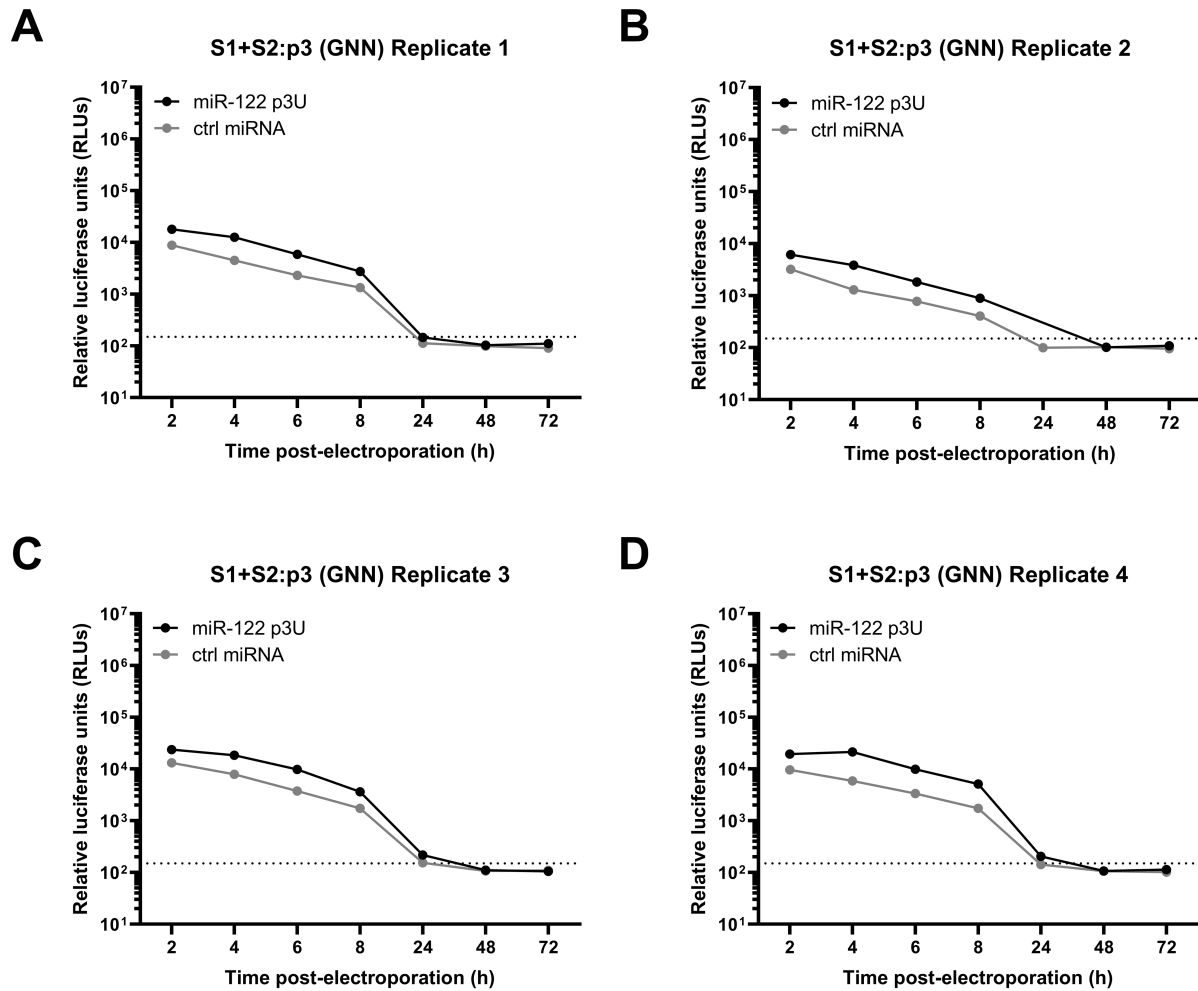 A
S1+S2:p3 (GNN) Replicate 1
miR-122 p3U
ctrl miRNA
Relative luciferase units (RLUs)
10⁷
10⁶
10⁵
10⁴
10³
10²
10¹
2 4 6 8 24 48 72
Time post-electroporation (h)
B
S1+S2:p3 (GNN) Replicate 2
miR-122 p3U
ctrl miRNA
Relative luciferase units (RLUs)
10⁷
10⁶
10⁵
10⁴
10³
10²
10¹
2 4 6 8 24 48 72
Time post-electroporation (h)
C
S1+S2:p3 (GNN) Replicate 3
miR-122 p3U
ctrl miRNA
Relative luciferase units (RLUs)
10⁷
10⁶
10⁵
10⁴
10³
10²
10¹
2 4 6 8 24 48 72
Time post-electroporation (h)
D
S1+S2:p3 (GNN) Replicate 4
miR-122 p3U
ctrl miRNA
Relative luciferase units (RLUs)
10⁷
10⁶
10⁵
10⁴
10³
10²
10¹
2 4 6 8 24 48 72
Time post-electroporation (h)